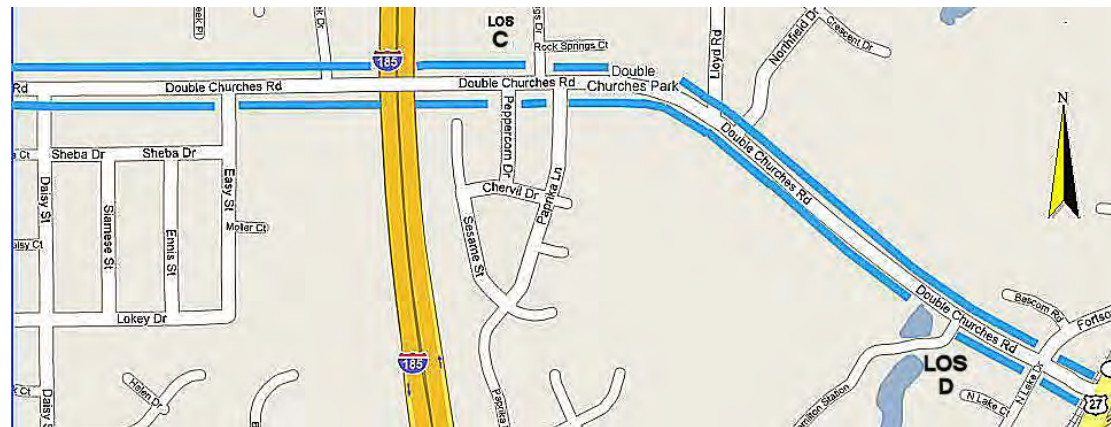 LOS
C
Rock Springs Ct
Crescent Dr
Northfield Dr
Lloyd Rd
185
Rd
Double Churches Rd
Double Churches Rd
Double
Churches Park
N
Peppercorn Dr
Double Churches Rd
Sheba Dr
Sheba Dr
Easy St
Daisy St
Siamese St
Ennis St
Moller Ct
Chervil Dr
Paprika Ln
Sesame St
Lokey Dr
Double Churches Rd
Bascom Rd
185
LOS
D
N Lake Dr
N Lake Ct
Helen Dr
Paprika
27